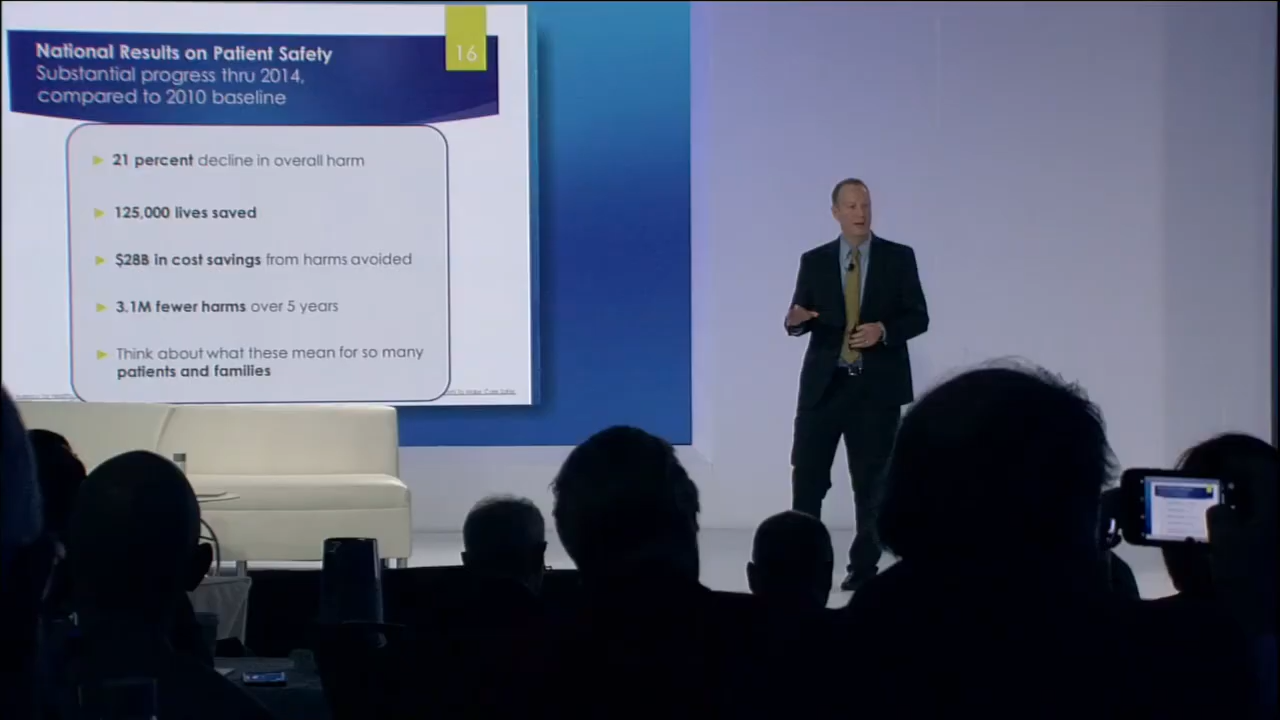 16
National Results on Patient Safety
Substantial progress thru 2014,
compared to 2010 baseline
21 percent decline in overall harm
125,000 lives saved
$28B in cost savings from harms avoided
3.1M fewer harms over 5 years
Think about what these mean for so many
patients and families